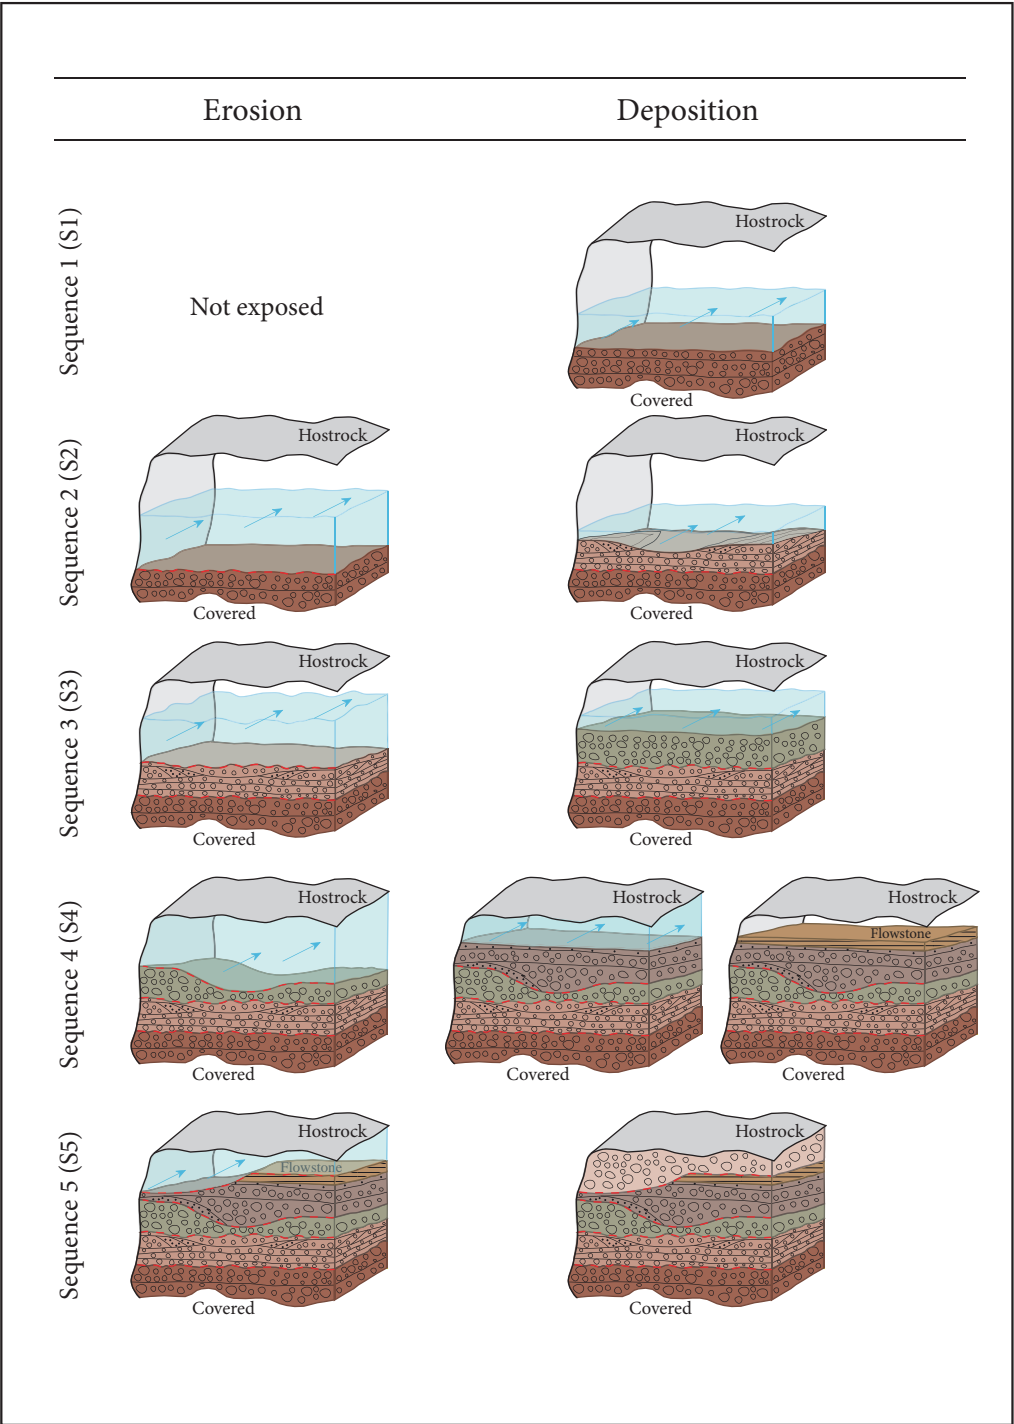 Erosion
Deposition
Sequence 1 (S1)
Not exposed
Hostrock
Covered
Sequence 2 (S2)
Hostrock
Covered
Hostrock
Covered
Sequence 3 (S3)
Hostrock
Covered
Hostrock
Covered
Sequence 4 (S4)
Hostrock
Covered
Hostrock
Covered
Hostrock
Flowstone
Covered
Sequence 5 (S5)
Hostrock
Flowstone
Covered
Hostrock
Covered